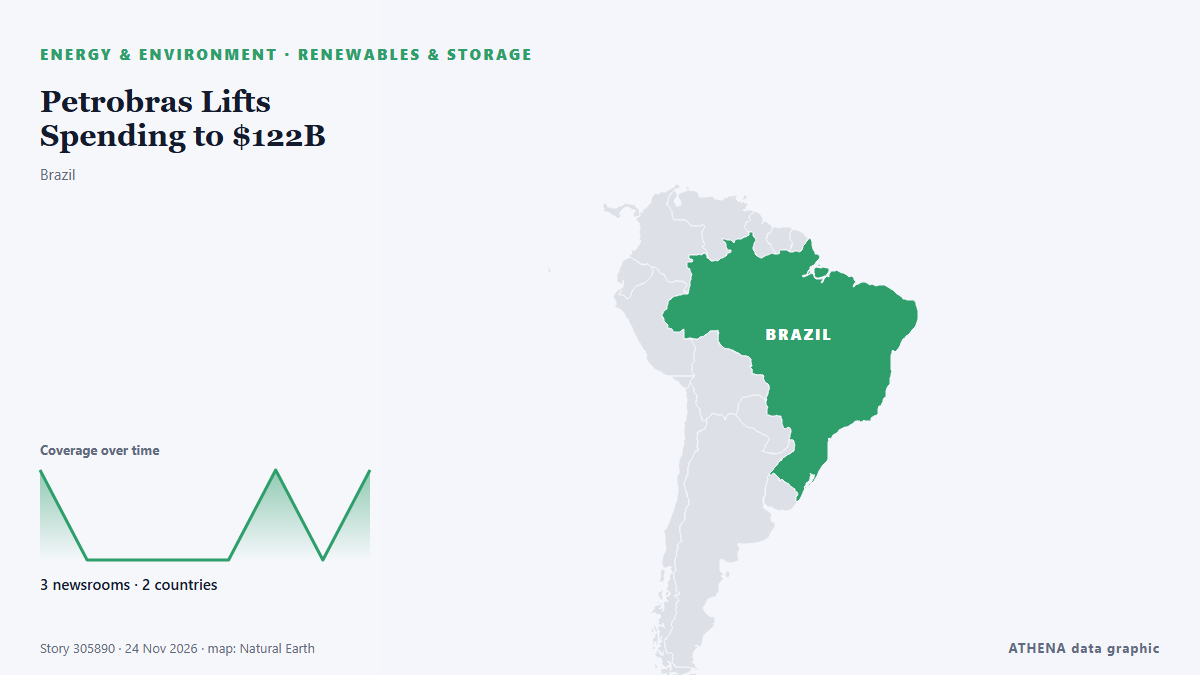 ENERGY & ENVIRONMENT · RENEWABLES & STORAGE
Petrobras Lifts
Spending to $122B
Brazil
BRAZIL
Coverage over time
3 newsrooms · 2 countries
Story 305890 · 24 Nov 2026 · map: Natural Earth
ATHENA data graphic